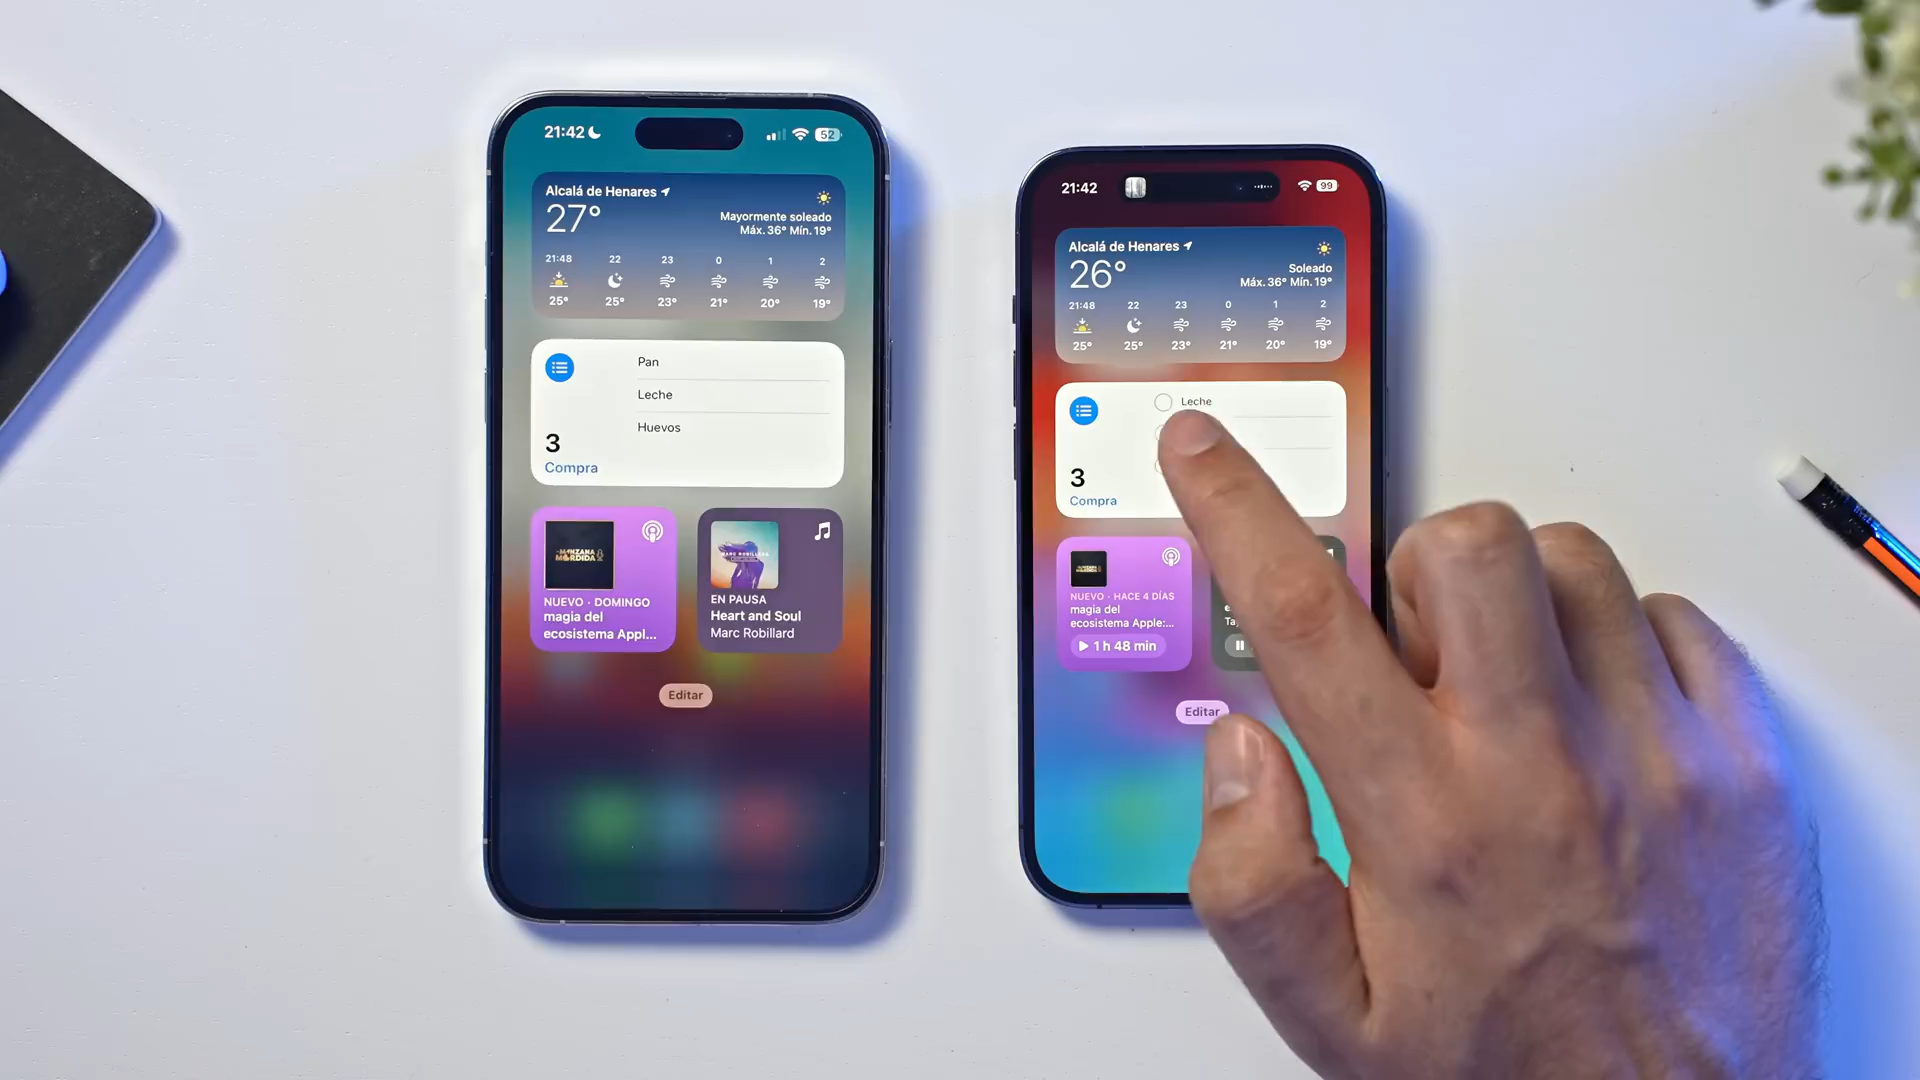 21:42
52
Alcalá de Henares
27°
Mayormente soleado
Máx. 36° Mín. 19°
21:48 22 23 0 1 2
25° 25° 23° 21° 20° 19°
Pan
Leche
Huevos
3
Compra
MANZANA
MORDIDA
NUEVO · DOMINGO
magia del
ecosistema Appl...
MARC ROBILLARD
EN PAUSA
Heart and Soul
Marc Robillard
Editar
21:42
99
Alcalá de Henares
26°
Soleado
Máx. 36° Mín. 19°
21:48 22 23 0 1 2
25° 25° 23° 21° 20° 19°
Leche
3
Compra
NUEVO · HACE 4 DÍAS
magia del
ecosistema Apple:...
1 h 48 min
Editar